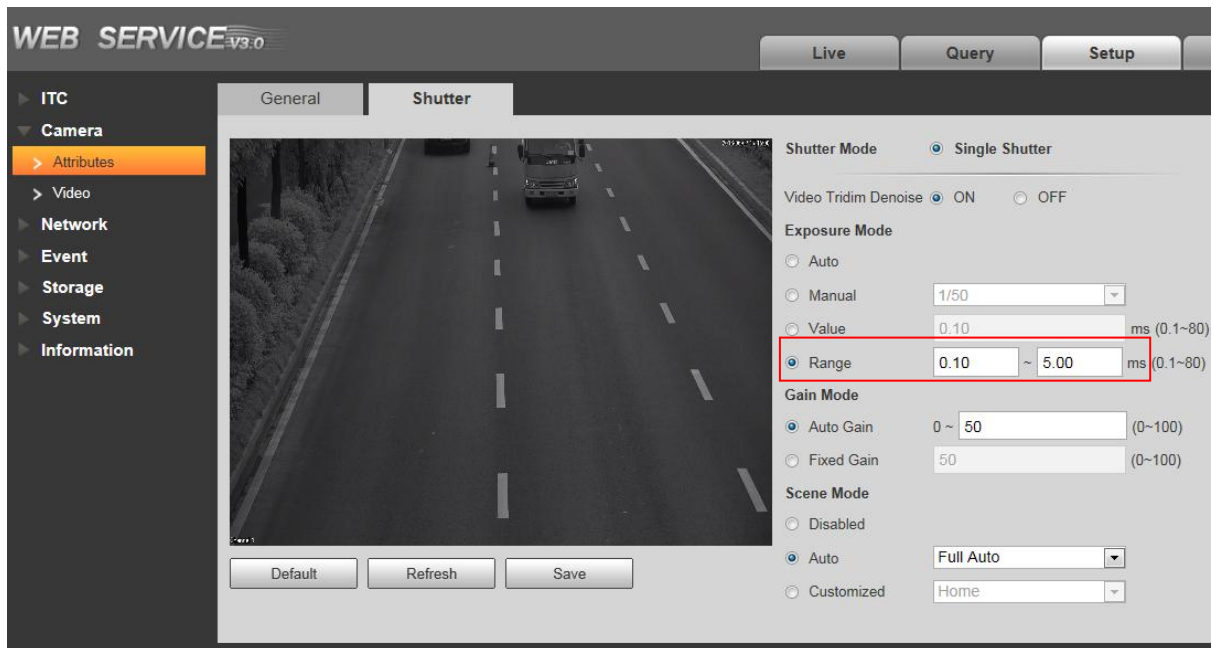 WEB SERVICE V3.0
Live Query Setup
ITC
Camera
Attributes
Video
Network
Event
Storage
System
Information
General Shutter
Shutter Mode Single Shutter
Video Tridim Denoise ON OFF
Exposure Mode
Auto
Manual 1/50
Value 0.10 ms (0.1~80)
Range 0.10 ~ 5.00 ms (0.1~80)
Gain Mode
Auto Gain 0 ~ 50 (0~100)
Fixed Gain 50 (0~100)
Scene Mode
Disabled
Auto Full Auto
Customized Home
Default Refresh Save